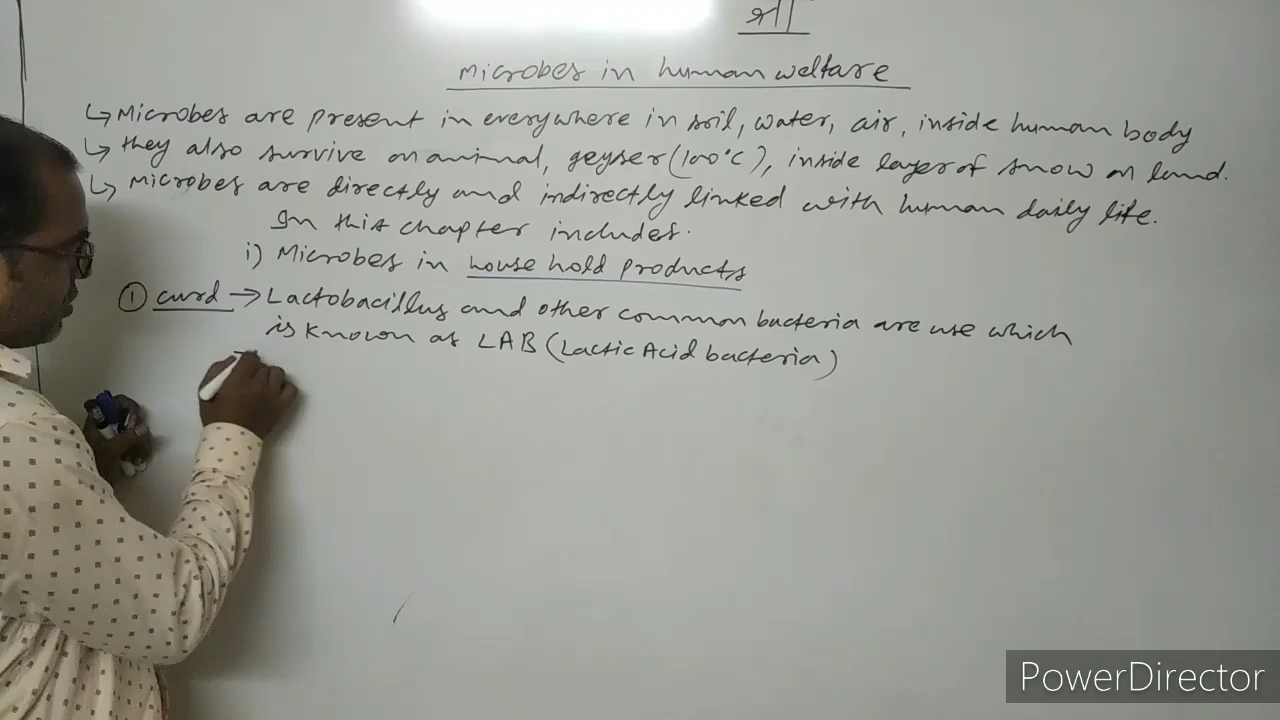 श्री
Microbes in human welfare
↳ Microbes are present in everywhere in soil, water, air, inside human body
↳ they also survive on animal, geyser (100°C), inside layer of snow on land.
↳ Microbes are directly and indirectly linked with human daily life.
In this chapter includes.
i) Microbes in house hold products
① curd → Lactobacillus and other common bacteria are use which
is known as LAB (Lactic Acid bacteria)
PowerDirector